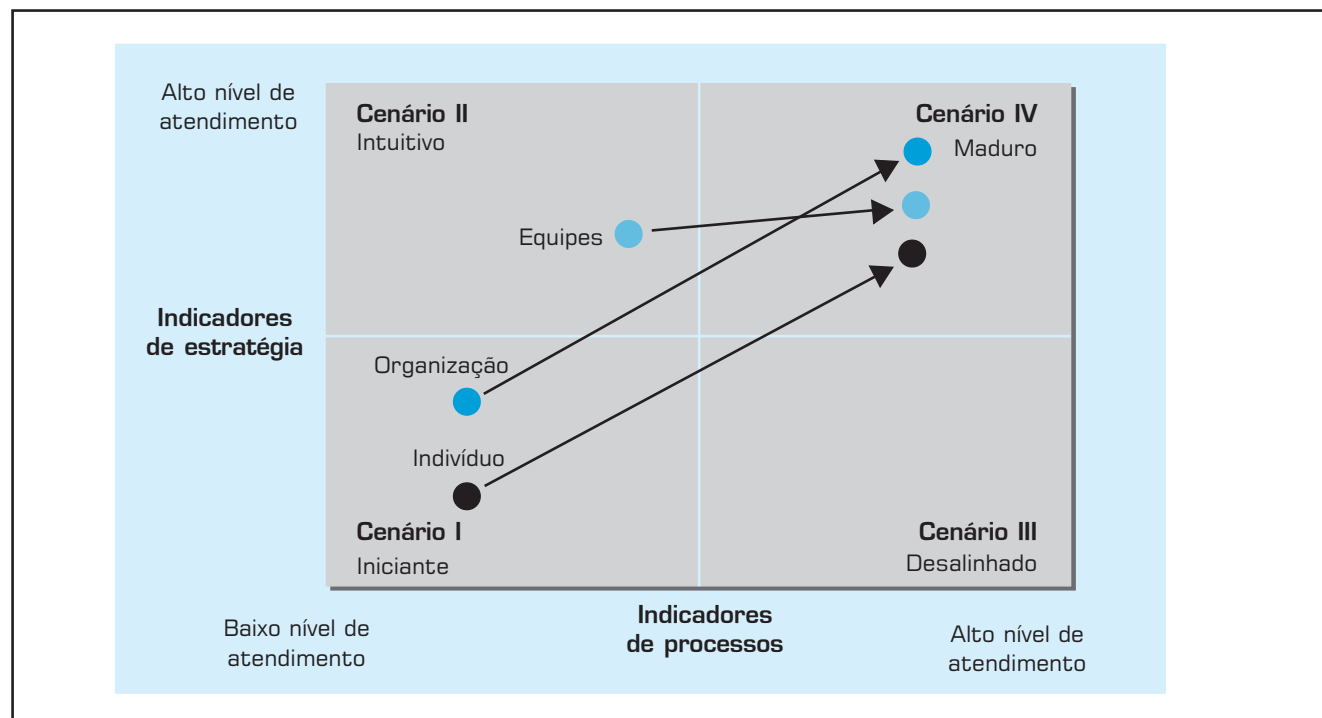 Alto nível de
atendimento
Cenário II
Intuitivo
Cenário IV
Maduro
Equipes
Indicadores
de estratégia
Organização
Indivíduo
Cenário I
Iniciante
Cenário III
Desalinhado
Baixo nível de
atendimento
Indicadores
de processos
Alto nível de
atendimento